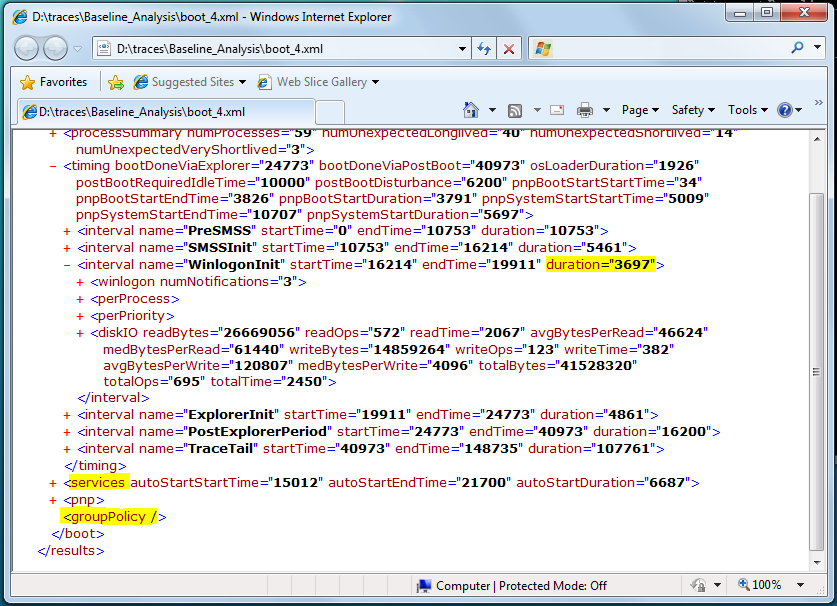 D:\traces\Baseline_Analysis\boot_4.xml - Windows Internet Explorer
D:\traces\Baseline_Analysis\boot_4.xml
Favorites Suggested Sites Web Slice Gallery
D:\traces\Baseline_Analysis\boot_4.xml Page Safety Tools »
+ <processSummary numProcesses="59" numUnexpectedLonglived="40" numUnexpectedShortlived="14"
numUnexpectedVeryShortlived="3">
- <timing bootDoneViaExplorer="24773" bootDoneViaPostBoot="40973" osLoaderDuration="1926"
postBootRequiredIdleTime="10000" postBootDisturbance="6200" pnpBootStartStartTime="34"
pnpBootStartEndTime="3826" pnpBootStartDuration="3791" pnpSystemStartStartTime="5009"
pnpSystemStartEndTime="10707" pnpSystemStartDuration="5697">
+ <interval name="PreSMSS" startTime="0" endTime="10753" duration="10753">
+ <interval name="SMSSInit" startTime="10753" endTime="16214" duration="5461">
- <interval name="WinlogonInit" startTime="16214" endTime="19911" duration="3697">
+ <winlogon numNotifications="3">
+ <perProcess>
+ <perPriority>
+ <diskIO readBytes="26669056" readOps="572" readTime="2067" avgBytesPerRead="46624"
medBytesPerRead="61440" writeBytes="14859264" writeOps="123" writeTime="382"
avgBytesPerWrite="120807" medBytesPerWrite="4096" totalBytes="41528320"
totalOps="695" totalTime="2450">
</interval>
+ <interval name="ExplorerInit" startTime="19911" endTime="24773" duration="4861">
+ <interval name="PostExplorerPeriod" startTime="24773" endTime="40973" duration="16200">
+ <interval name="TraceTail" startTime="40973" endTime="148735" duration="107761">
</timing>
+ <services autoStartStartTime="15012" autoStartEndTime="21700" autoStartDuration="6687">
+ <pnp>
<groupPolicy />
</boot>
</results>
Computer | Protected Mode: Off 100%